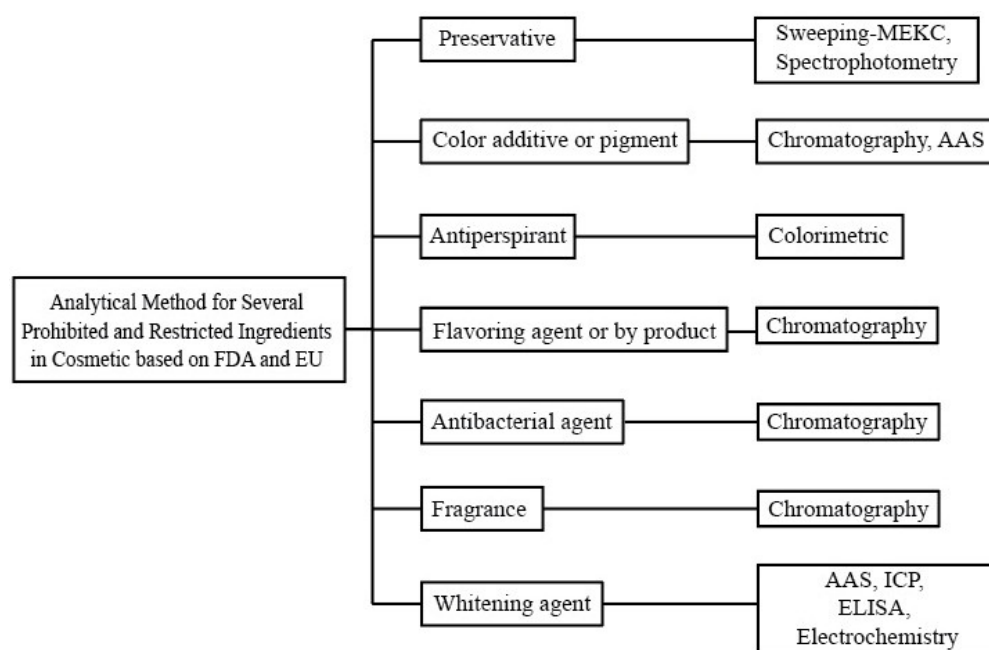 Preservative
Sweeping-MEKC,
Spectrophotometry
Color additive or pigment
Chromatography, AAS
Antiperspirant
Colorimetric
Analytical Method for Several
Prohibited and Restricted Ingredients
in Cosmetic based on FDA and EU
Flavoring agent or by product
Chromatography
Antibacterial agent
Chromatography
Fragrance
Chromatography
Whitening agent
AAS, ICP,
ELISA,
Electrochemistry